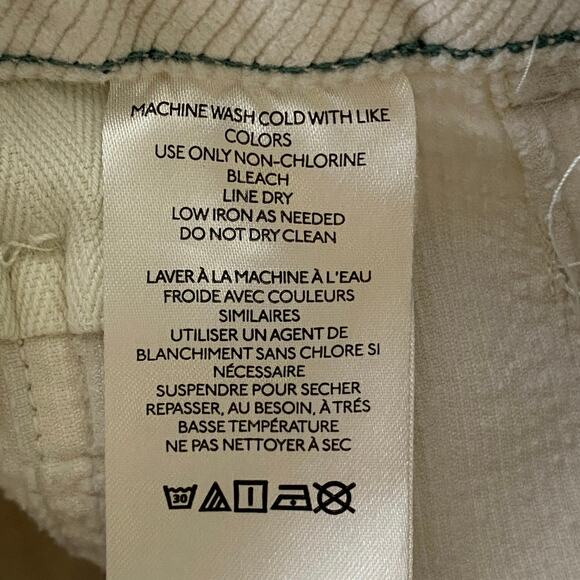 MACHINE WASH COLD WITH LIKE
COLORS
USE ONLY NON-CHLORINE
BLEACH
LINE DRY
LOW IRON AS NEEDED
DO NOT DRY CLEAN
LAVER À LA MACHINE À L'EAU
FROIDE AVEC COULEURS
SIMILAIRES
UTILISER UN AGENT DE
BLANCHIMENT SANS CHLORE SI
NÉCESSAIRE
SUSPENDRE POUR SECHER
REPASSER, AU BESOIN, À TRÉS
BASSE TEMPÉRATURE
NE PAS NETTOYER À SEC
30